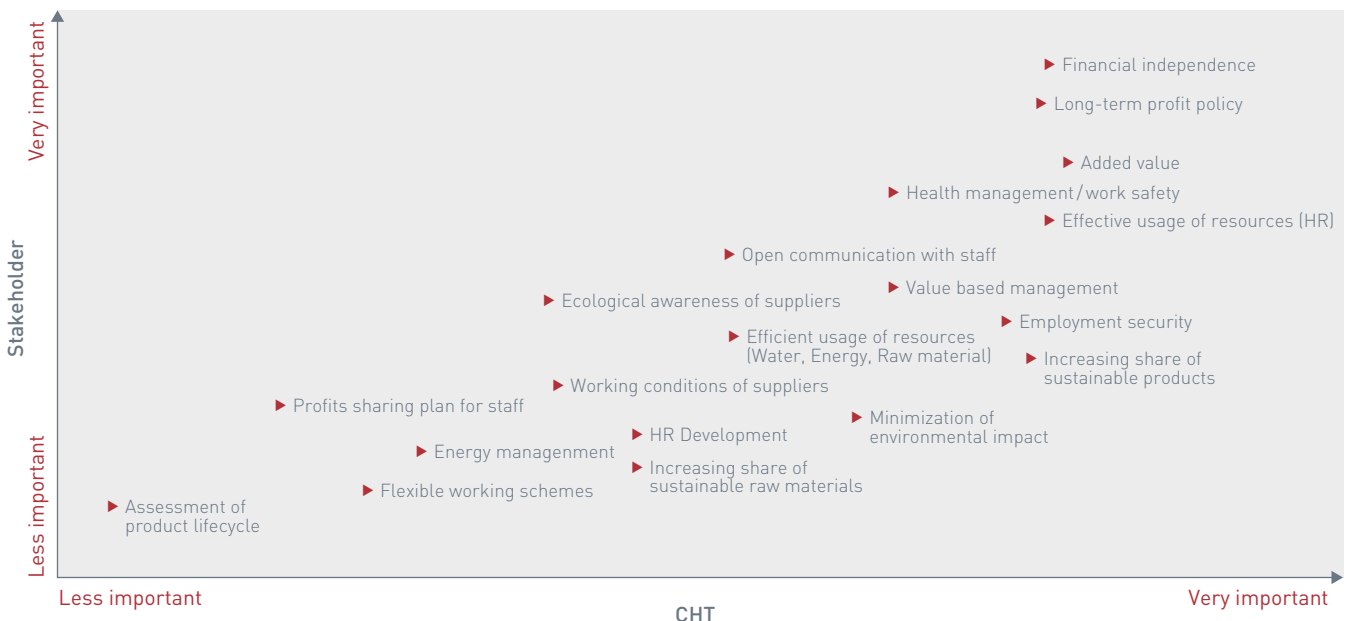 Very important
Financial independence
Long-term profit policy
Added value
Health management/work safety
Effective usage of resources (HR)
Stakeholder
Open communication with staff
Value based management
Ecological awareness of suppliers
Employment security
Efficient usage of resources
(Water, Energy, Raw material)
Increasing share of
sustainable products
Working conditions of suppliers
Profits sharing plan for staff
Minimization of
environmental impact
HR Development
Energy managenment
Increasing share of
sustainable raw materials
Flexible working schemes
Assessment of
product lifecycle
Less important
Less important
Very important
CHT